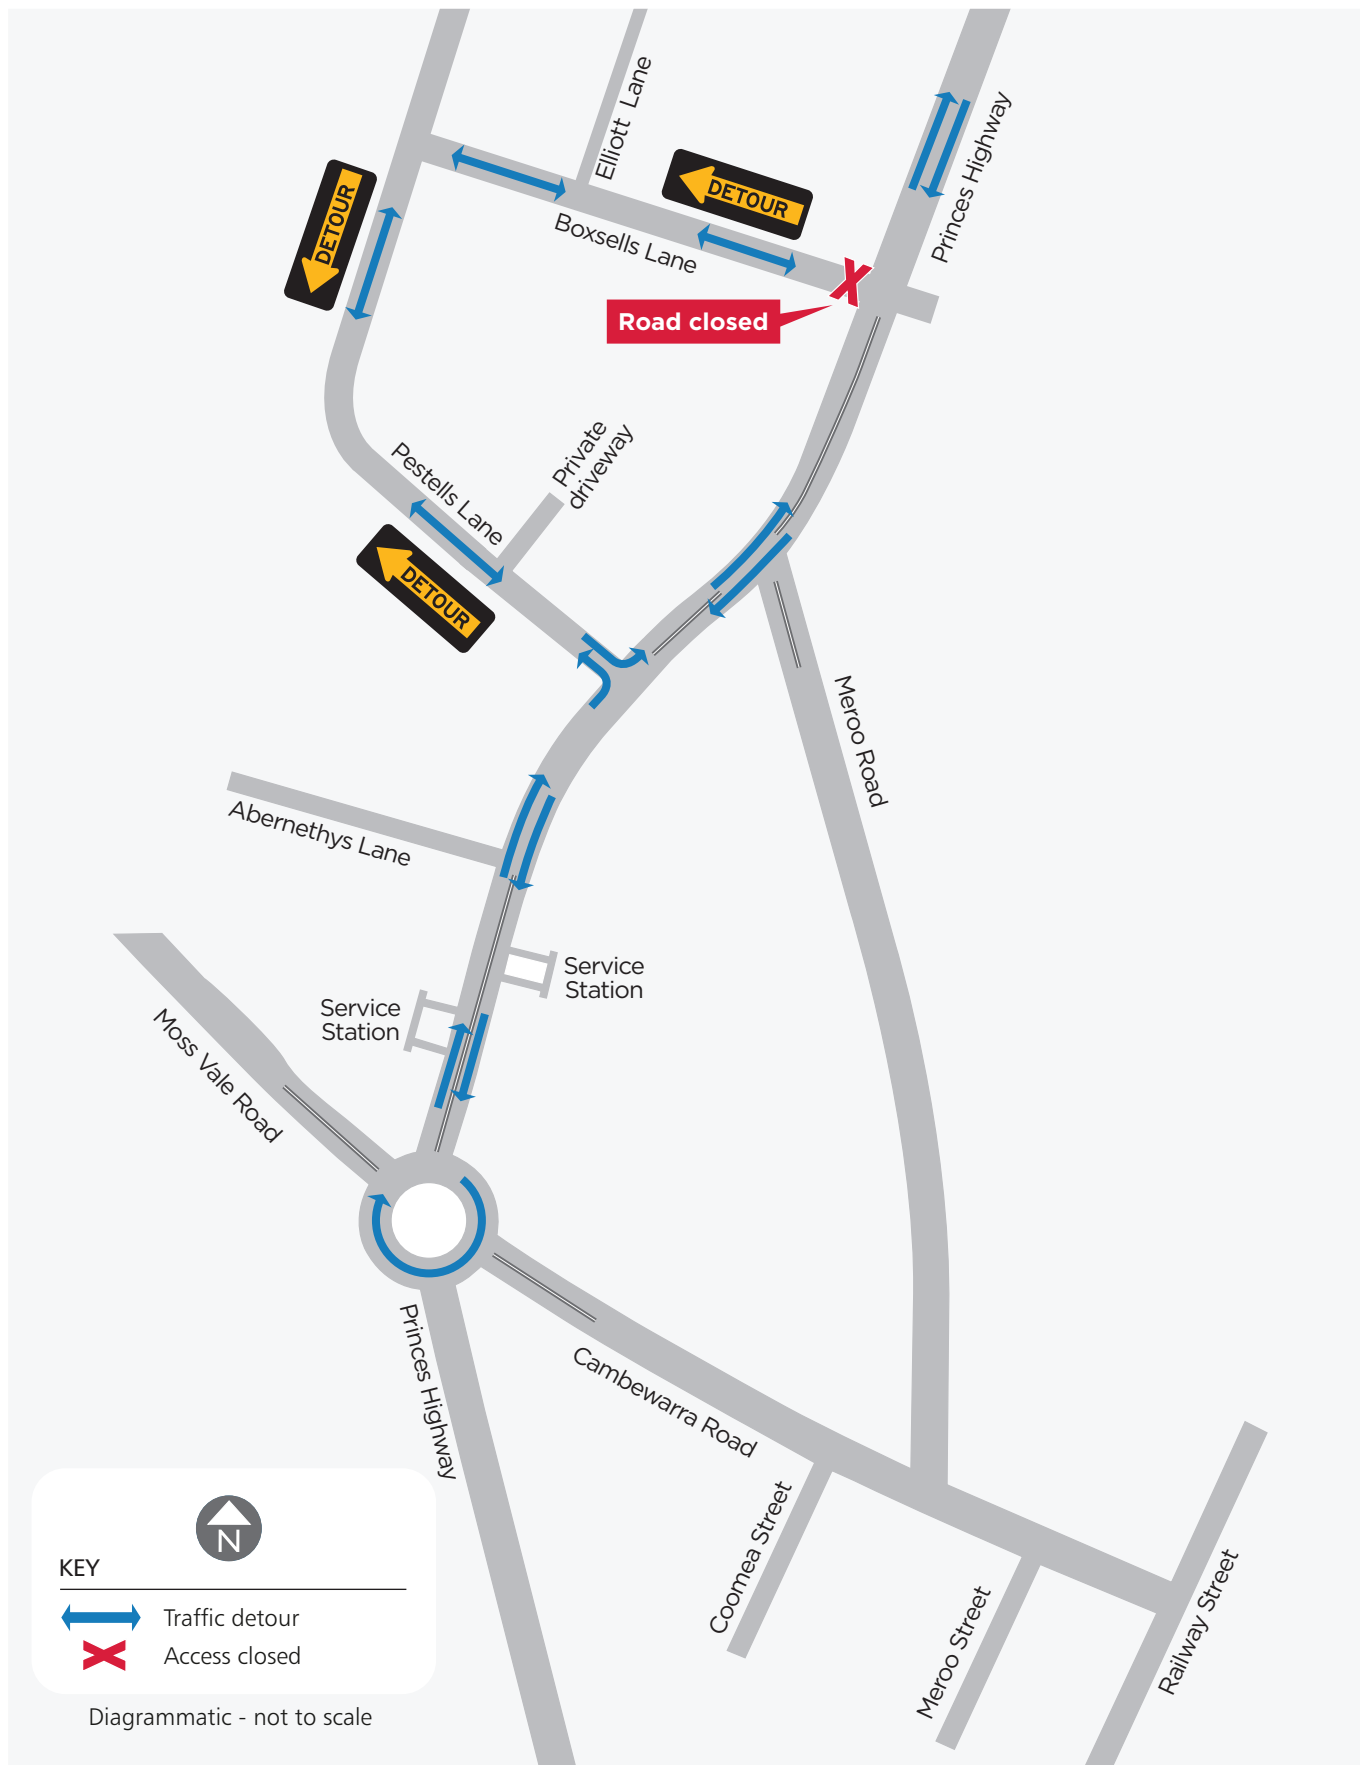 Elliott Lane
Princes Highway
DETOUR
DETOUR
Boxsells Lane
Road closed
Private
driveway
Pestells Lane
DETOUR
Meroo Road
Abernethys Lane
Service
Station
Service
Station
Moss Vale Road
Princes Highway
Cambewarra Road
Coomea Street
Meroo Street
Railway Street
N
KEY
Traffic detour
Access closed
Diagrammatic - not to scale